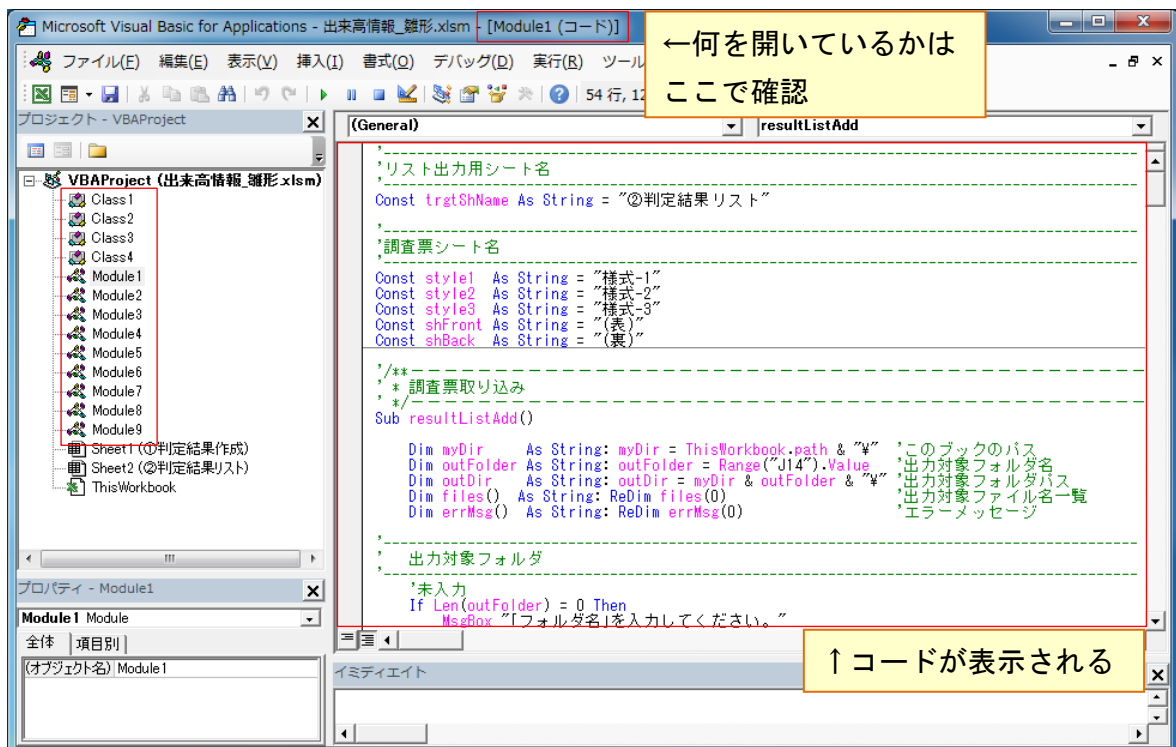 Microsoft Visual Basic for Applications - 出来高情報_雛形.xlsm - [Module1 (コード)]
←何を開いているかは
ここで確認
ファイル(F) 編集(E) 表示(V) 挿入(I) 書式(O) デバッグ(D) 実行(R) ツール
54 行, 12
プロジェクト - VBAProject
(General) resultListAdd
VBAProject (出来高情報_雛形.xlsm)
Class1
Class2
Class3
Class4
Module1
Module2
Module3
Module4
Module5
Module6
Module7
Module8
Module9
Sheet1 (①判定結果作成)
Sheet2 (②判定結果リスト)
ThisWorkbook
'--------------------------------------------------
'リスト出力用シート名
'--------------------------------------------------
Const trgtShName As String = "②判定結果リスト"
'--------------------------------------------------
'調査票シート名
'--------------------------------------------------
Const style1 As String = "様式-1"
Const style2 As String = "様式-2"
Const style3 As String = "様式-3"
Const shFront As String = "(表)"
Const shBack As String = "(裏)"
'/**--------------------------------------------------
' * 調査票取り込み
' */--------------------------------------------------
Sub resultListAdd()
Dim myDir As String: myDir = ThisWorkbook.path & "¥" 'このブックのパス
Dim outFolder As String: outFolder = Range("J14").Value '出力対象フォルダ名
Dim outDir As String: outDir = myDir & outFolder & "¥" '出力対象フォルダパス
Dim files() As String: ReDim files(0) '出力対象ファイル名一覧
Dim errMsg() As String: ReDim errMsg(0) 'エラーメッセージ
'--------------------------------------------------
' 出力対象フォルダ
'--------------------------------------------------
'未入力
If Len(outFolder) = 0 Then
MsgBox "「フォルダ名」を入力してください。"
プロパティ - Module1
Module1 Module
全体 項目別
(オブジェクト名) Module1
↑コードが表示される
イミディエイト